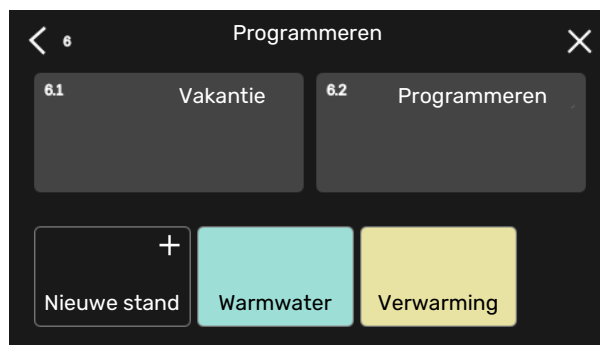 6 Programmeren
6.1 Vakantie
6.2 Programmeren
Nieuwe stand
Warmwater
Verwarming